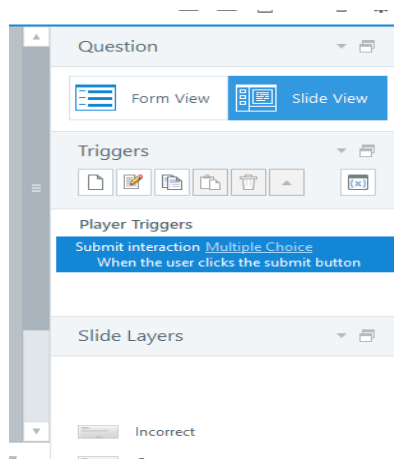 Question
Form View Slide View
Triggers
(x)
Player Triggers
Submit interaction Multiple Choice
When the user clicks the submit button
Slide Layers
Incorrect